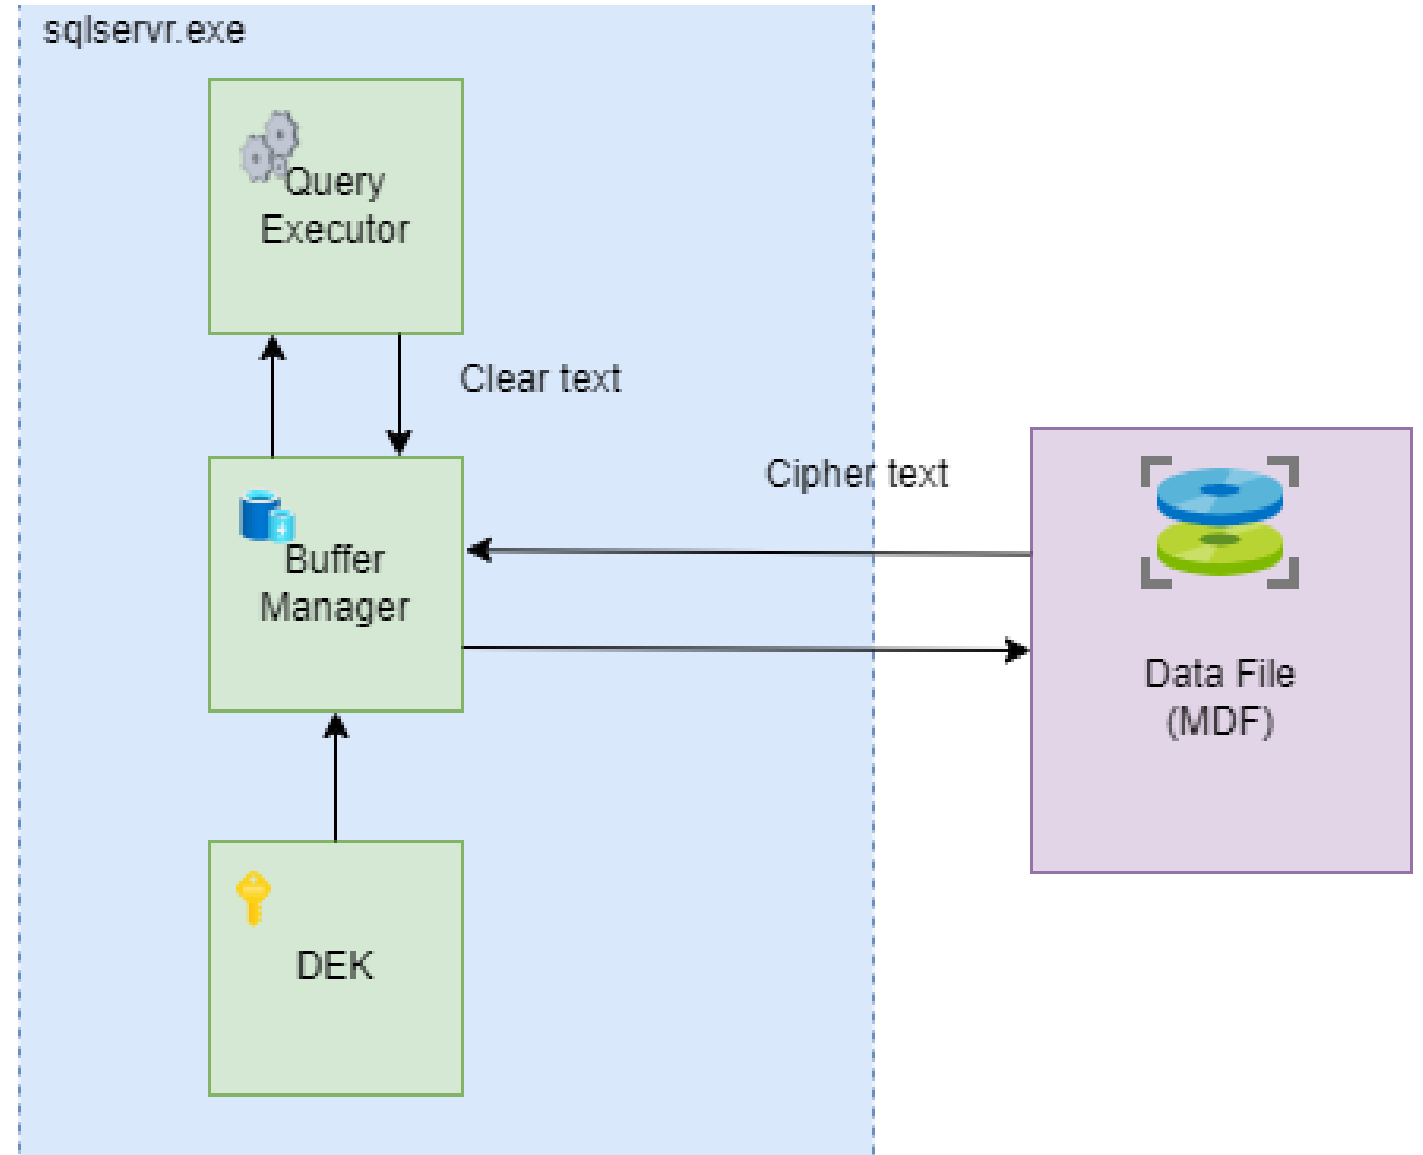 sqlservr.exe
Query
Executor
Clear text
Cipher text
Buffer
Manager
Data File
(MDF)
DEK